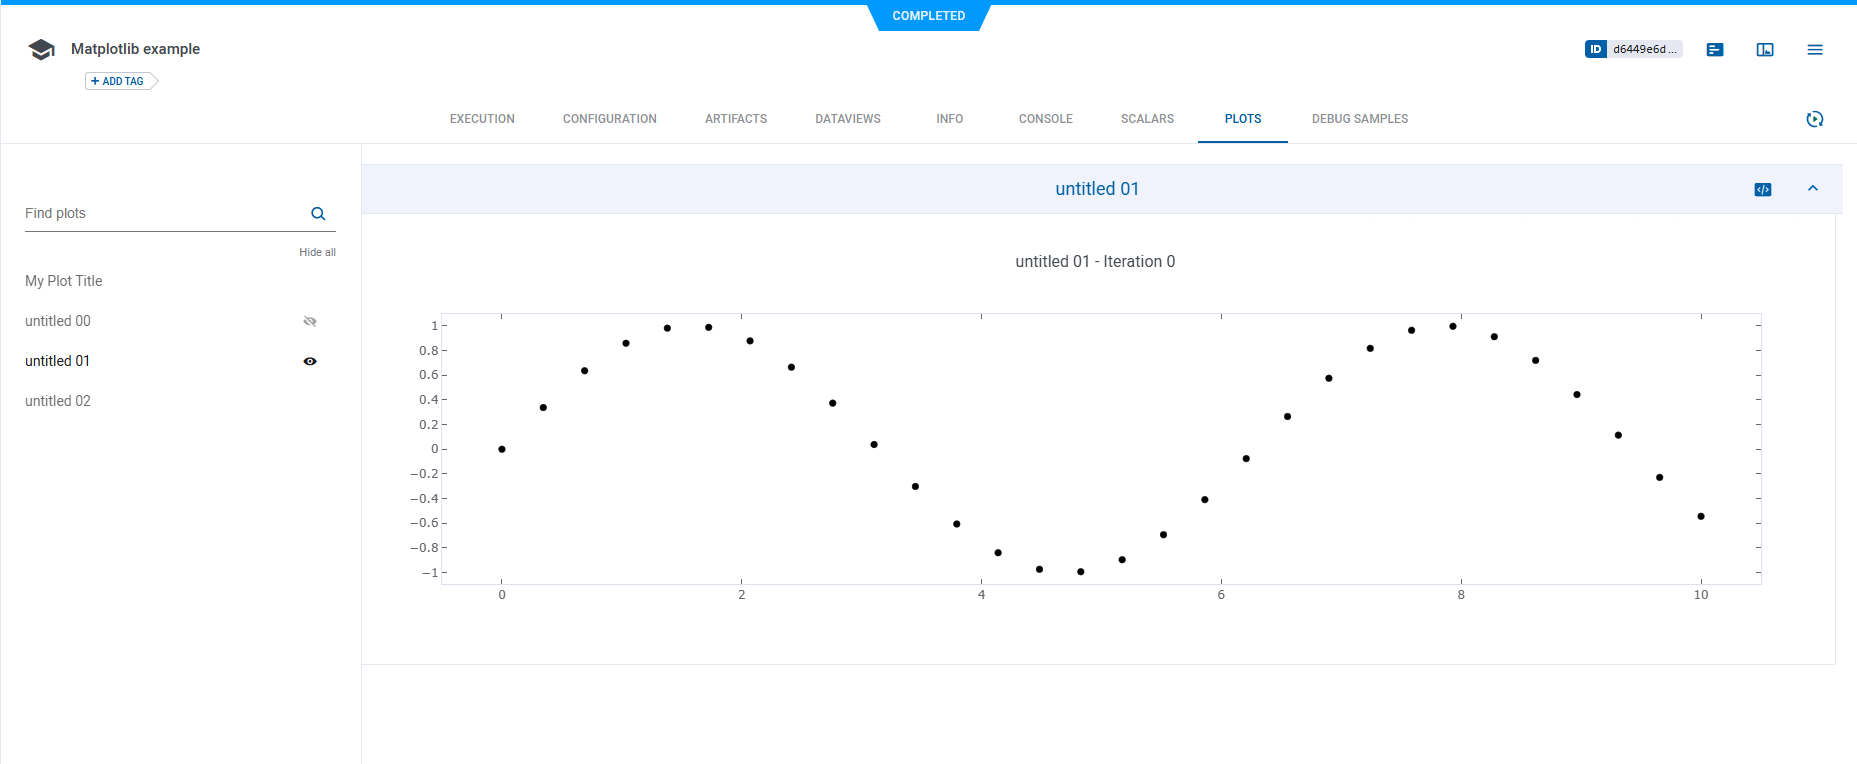 COMPLETED
Matplotlib example
ID d6449e6d ...
+ ADD TAG
EXECUTION CONFIGURATION ARTIFACTS DATAVIEWS INFO CONSOLE SCALARS PLOTS DEBUG SAMPLES
Find plots
Hide all
My Plot Title
untitled 00
untitled 01
untitled 02
untitled 01
untitled 01 - Iteration 0
1
0.8
0.6
0.4
0.2
0
−0.2
−0.4
−0.6
−0.8
−1
0 2 4 6 8 10